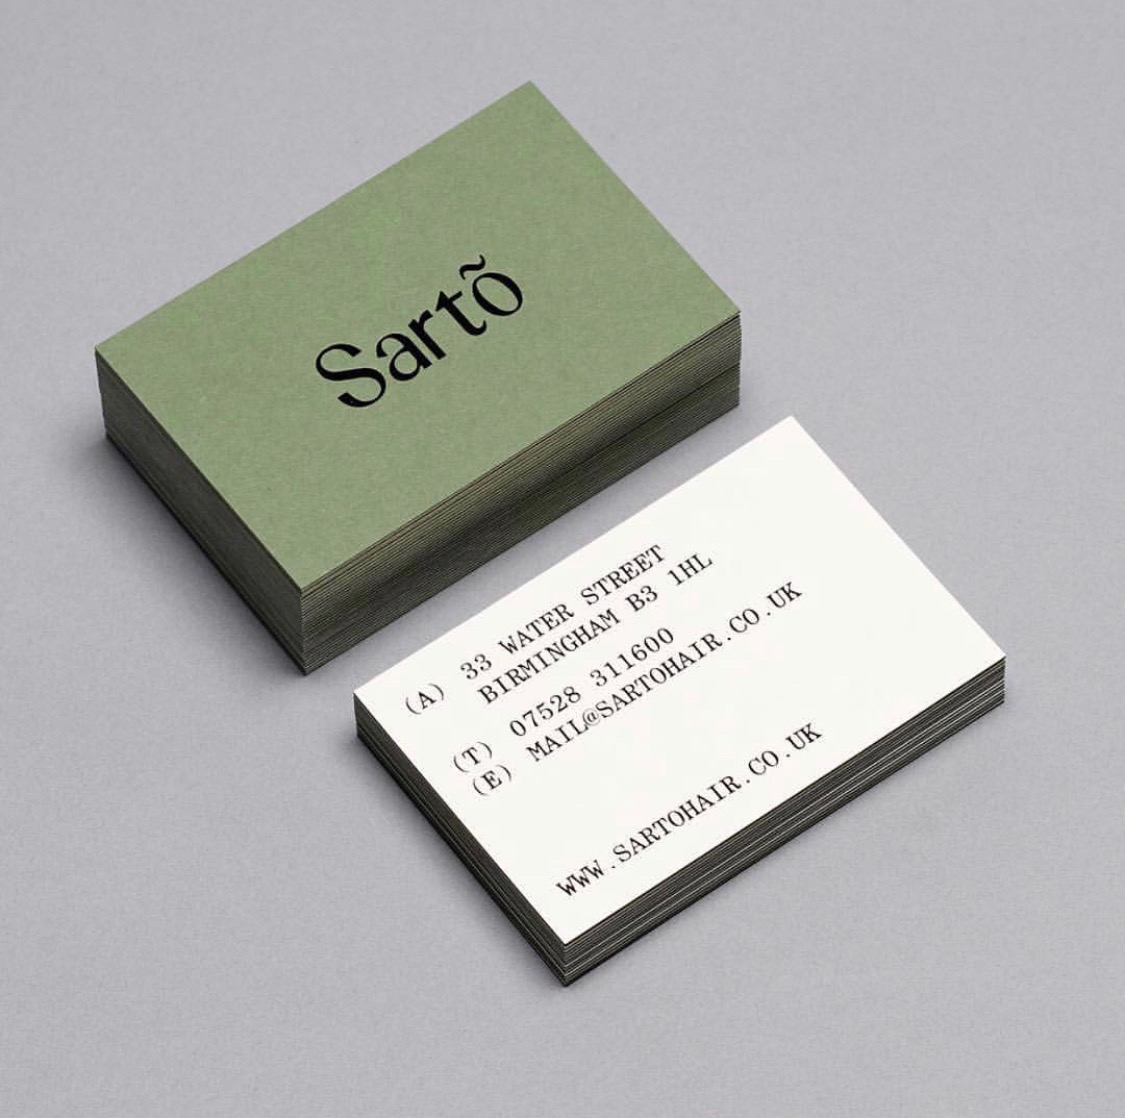 Sartõ
(A) 33 WATER STREET
BIRMINGHAM B3 1HL
(T) 07528 311600
(E) MAIL@SARTOHAIR.CO.UK
WWW.SARTOHAIR.CO.UK